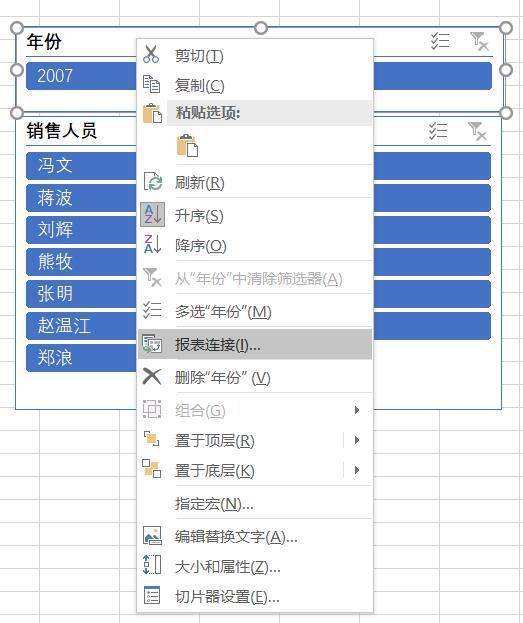 年份
2007
销售人员
冯文
蒋波
刘辉
熊牧
张明
赵温江
郑浪
剪切(T)
复制(C)
粘贴选项:
刷新(R)
升序(S)
降序(O)
从“年份”中清除筛选器(A)
多选“年份”(M)
报表连接(I)...
删除“年份” (V)
组合(G)
置于顶层(R)
置于底层(K)
指定宏(N)...
编辑替换文字(A)...
大小和属性(Z)...
切片器设置(E)...